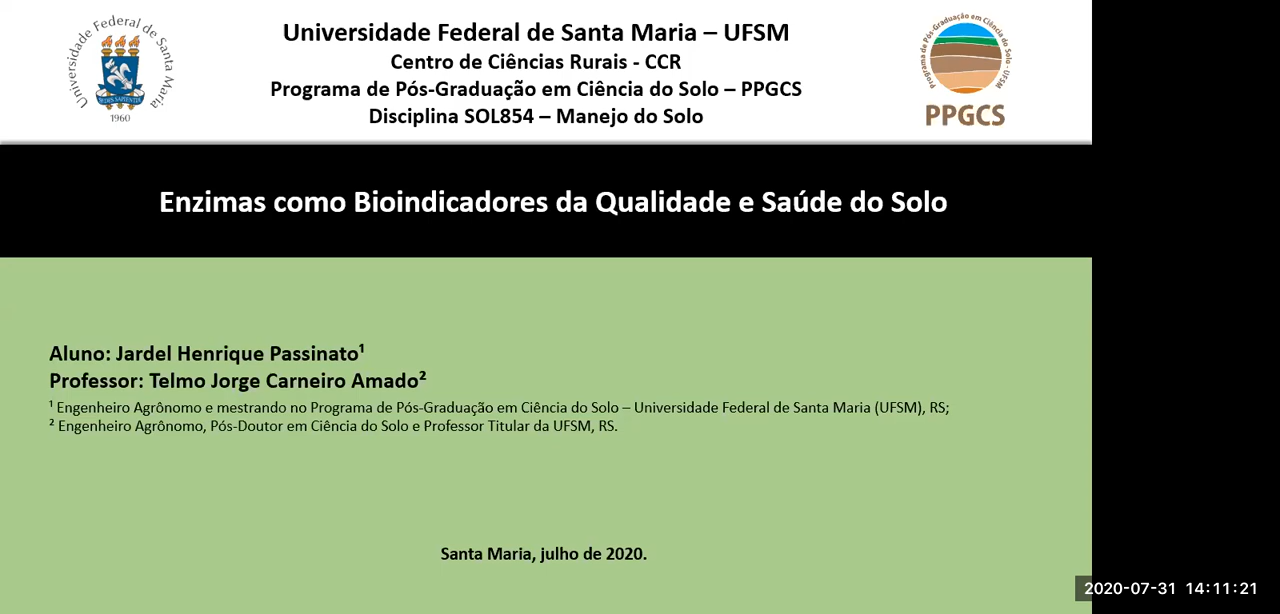 Universidade Federal de Santa Maria
SEDES SAPIENTIÆ
1960
Universidade Federal de Santa Maria – UFSM
Centro de Ciências Rurais - CCR
Programa de Pós-Graduação em Ciência do Solo – PPGCS
Disciplina SOL854 – Manejo do Solo
Programa de Pós-Graduação em Ciência do Solo - UFSM
PPGCS
Enzimas como Bioindicadores da Qualidade e Saúde do Solo
Aluno: Jardel Henrique Passinato¹
Professor: Telmo Jorge Carneiro Amado²
¹ Engenheiro Agrônomo e mestrando no Programa de Pós-Graduação em Ciência do Solo – Universidade Federal de Santa Maria (UFSM), RS;
² Engenheiro Agrônomo, Pós-Doutor em Ciência do Solo e Professor Titular da UFSM, RS.
Santa Maria, julho de 2020.
2020-07-31 14:11:21